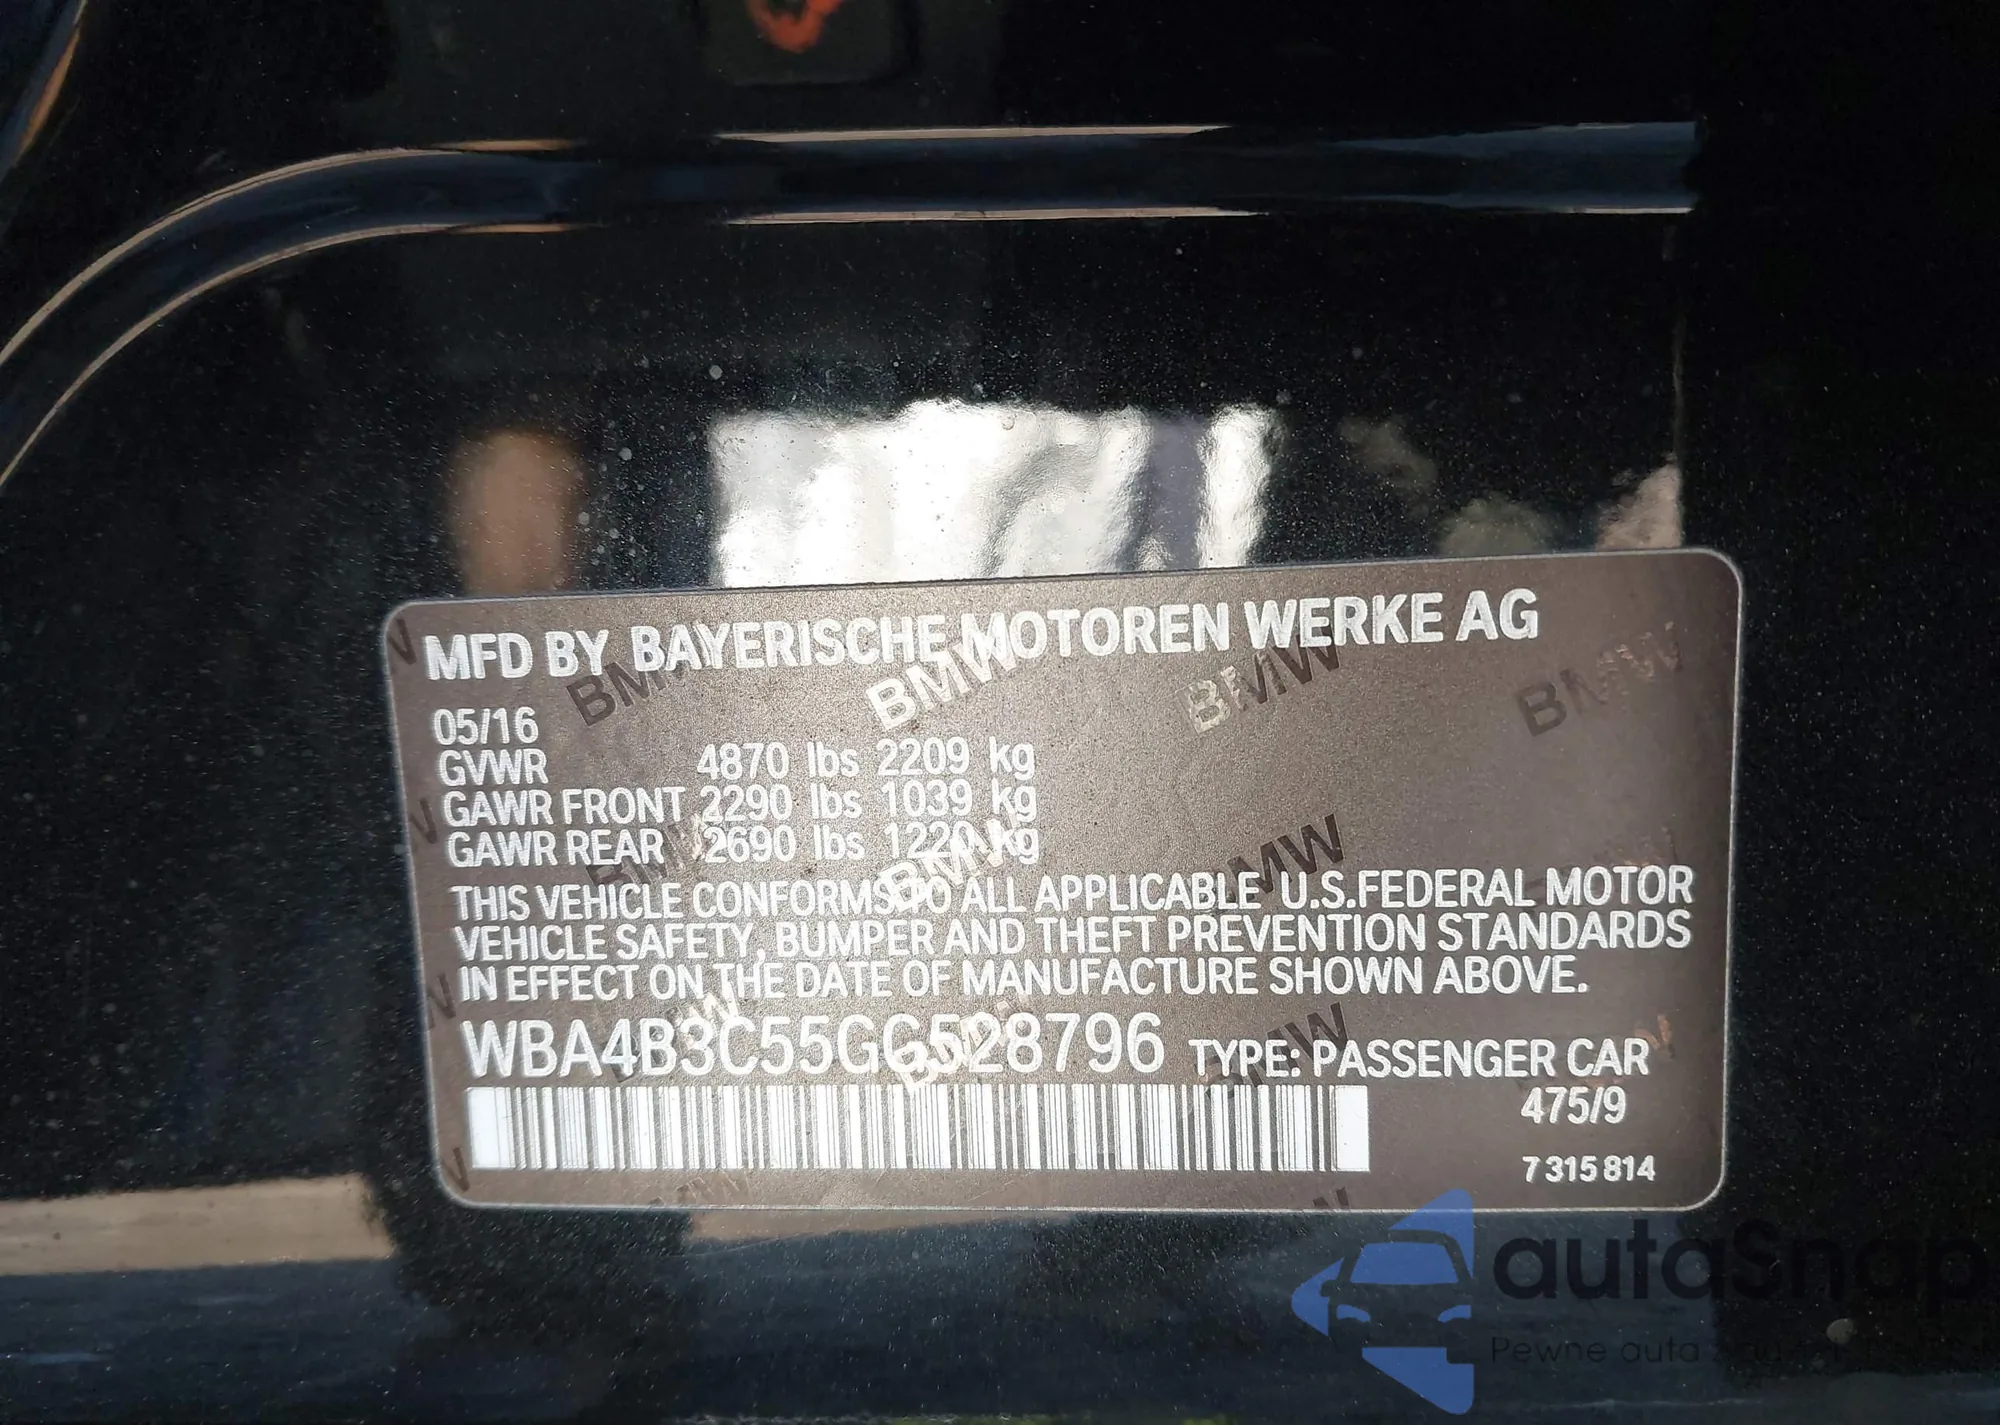 MFD BY BAYERISCHE MOTOREN WERKE AG
05/16
GVWR 4870 lbs 2209 kg
GAWR FRONT 2290 lbs 1039 kg
GAWR REAR 2690 lbs 1220 kg
THIS VEHICLE CONFORMS TO ALL APPLICABLE U.S.FEDERAL MOTOR
VEHICLE SAFETY, BUMPER AND THEFT PREVENTION STANDARDS
IN EFFECT ON THE DATE OF MANUFACTURE SHOWN ABOVE.
WBA4B3C55GG528796 TYPE: PASSENGER CAR
475/9
7 315 814
autaSnap
Pewne auta